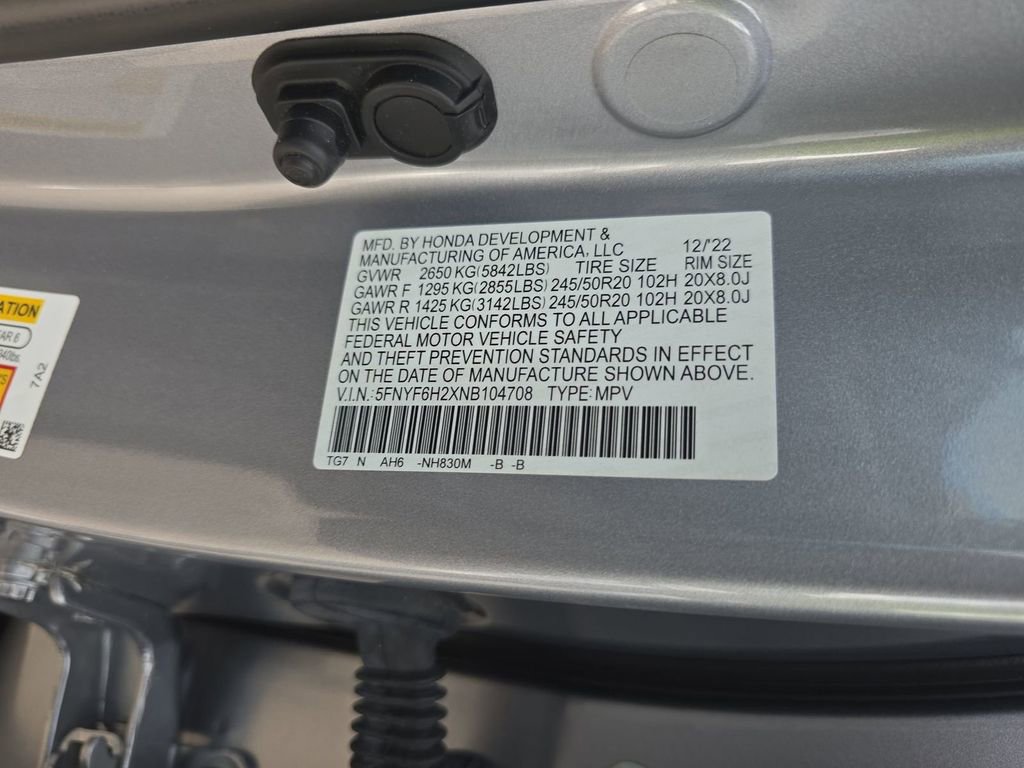 MFD. BY HONDA DEVELOPMENT &
MANUFACTURING OF AMERICA, LLC 12/'22
GVWR 2650 KG(5842LBS) TIRE SIZE RIM SIZE
GAWR F 1295 KG(2855LBS) 245/50R20 102H 20X8.0J
GAWR R 1425 KG(3142LBS) 245/50R20 102H 20X8.0J
THIS VEHICLE CONFORMS TO ALL APPLICABLE
FEDERAL MOTOR VEHICLE SAFETY
AND THEFT PREVENTION STANDARDS IN EFFECT
ON THE DATE OF MANUFACTURE SHOWN ABOVE.
V.I.N.:5FNYF6H2XNB104708 TYPE:MPV
TG7 N AH6 -NH830M -B -B
7A2